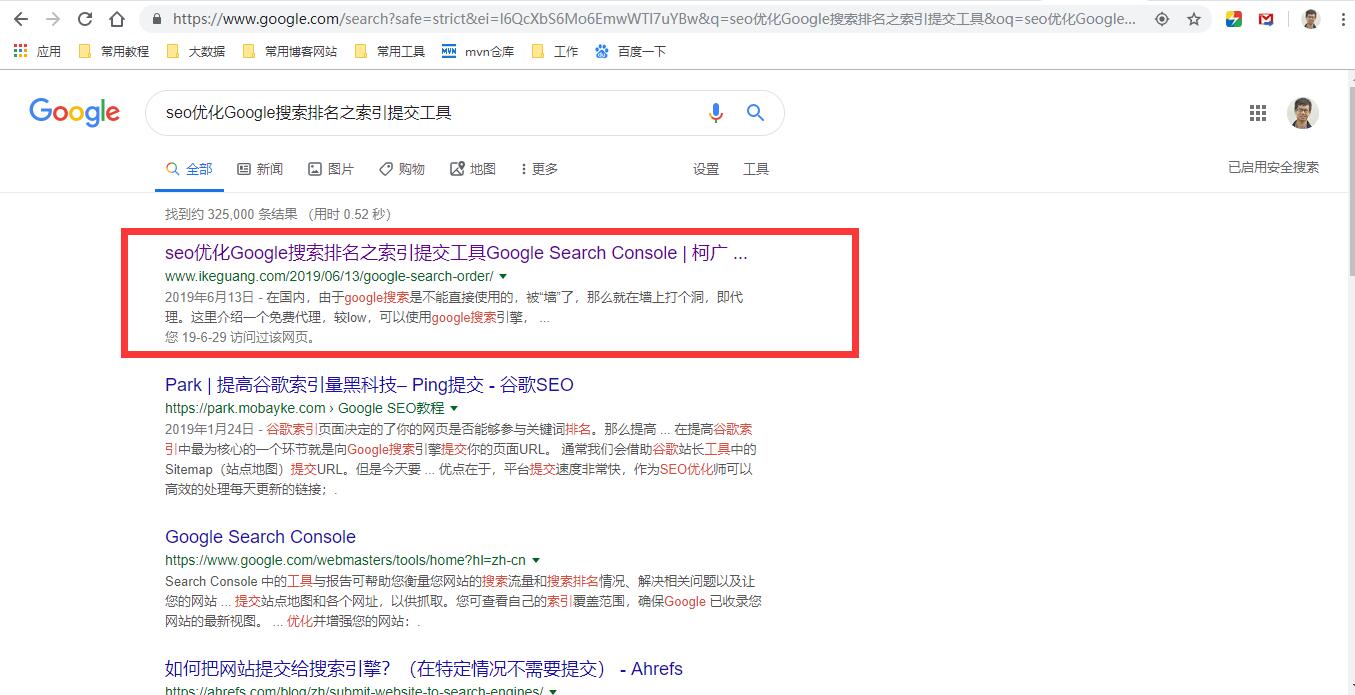 https://www.google.com/search?safe=strict&ei=I6QcXbS6Mo6EmwWTl7uYBw&q=seo优化Google搜索排名之索引提交工具&oq=seo优化Google...
应用 常用教程 大数据 常用博客网站 常用工具 MVN mvn仓库 工作 百度一下
Google seo优化Google搜索排名之索引提交工具
全部 新闻 图片 购物 地图 更多 设置 工具 已启用安全搜索
找到约 325,000 条结果 （用时 0.52 秒）
seo优化Google搜索排名之索引提交工具Google Search Console | 柯广 ...
www.ikeguang.com/2019/06/13/google-search-order/
2019年6月13日 - 在国内，由于google搜索是不能直接使用的，被“墙”了，那么就在墙上打个洞，即代
理。这里介绍一个免费代理，较low，可以使用google搜索引擎， ...
您 19-6-29 访问过该网页。
Park | 提高谷歌索引量黑科技– Ping提交 - 谷歌SEO
https://park.mobayke.com › Google SEO教程
2019年1月24日 - 谷歌索引页面决定的了你的网页是否能够参与关键词排名。那么提高 ... 在提高谷歌索
引中最为核心的一个环节就是向Google搜索引擎提交你的页面URL。 通常我们会借助谷歌站长工具中的
Sitemap（站点地图）提交URL。但是今天要 ... 优点在于，平台提交速度非常快，作为SEO优化师可以
高效的处理每天更新的链接；.
Google Search Console
https://www.google.com/webmasters/tools/home?hl=zh-cn
Search Console 中的工具与报告可帮助您衡量您网站的搜索流量和搜索排名情况、解决相关问题以及让
您的网站 ... 提交站点地图和各个网址，以供抓取。您可查看自己的索引覆盖范围，确保Google 已收录您
网站的最新视图。 ... 优化并增强您的网站：.
如何把网站提交给搜索引擎？（在特定情况不需要提交） - Ahrefs
https://ahrefs.com/blog/zh/submit-website-to-search-engines/